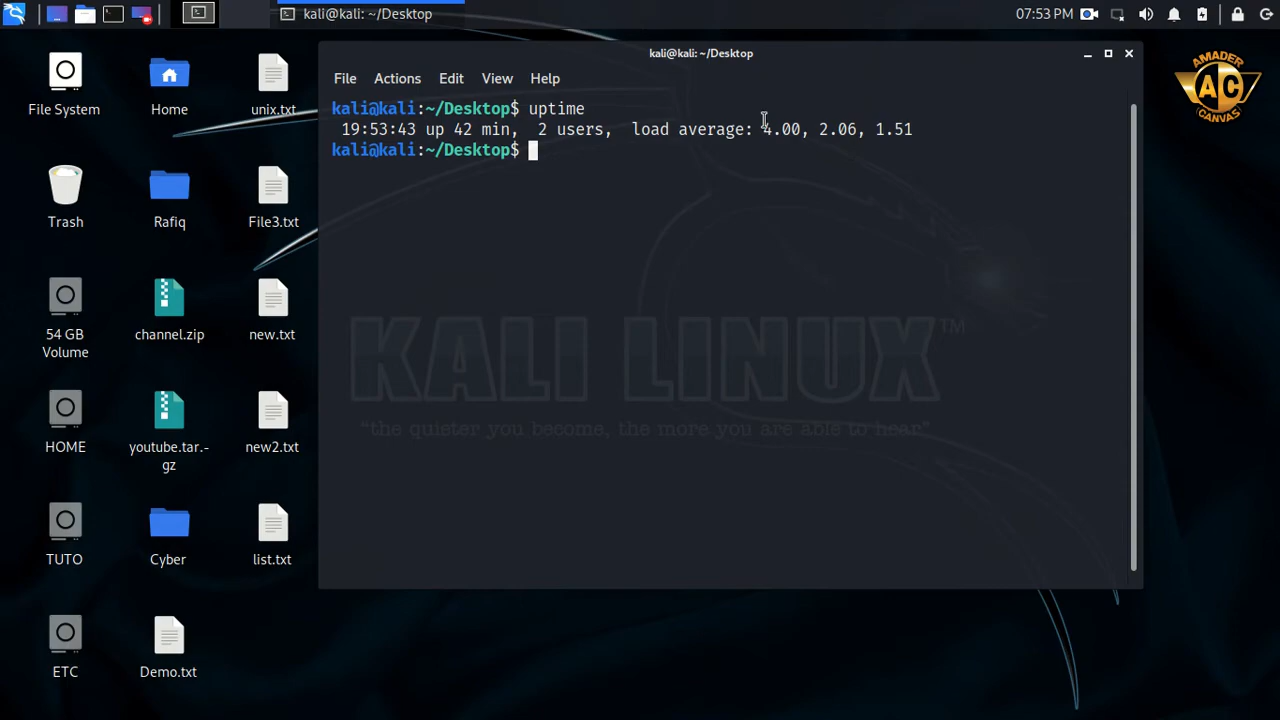 kali@kali: ~/Desktop
07:53 PM
kali@kali: ~/Desktop
File Actions Edit View Help
kali@kali:~/Desktop$ uptime
19:53:43 up 42 min, 2 users, load average: 4.00, 2.06, 1.51
kali@kali:~/Desktop$
KALI LINUX™
"the quieter you become, the more you are able to hear"
AMADER
AC
CANVAS
File System
Home
unix.txt
Trash
Rafiq
File3.txt
54 GB
Volume
channel.zip
new.txt
HOME
youtube.tar.-
gz
new2.txt
TUTO
Cyber
list.txt
ETC
Demo.txt